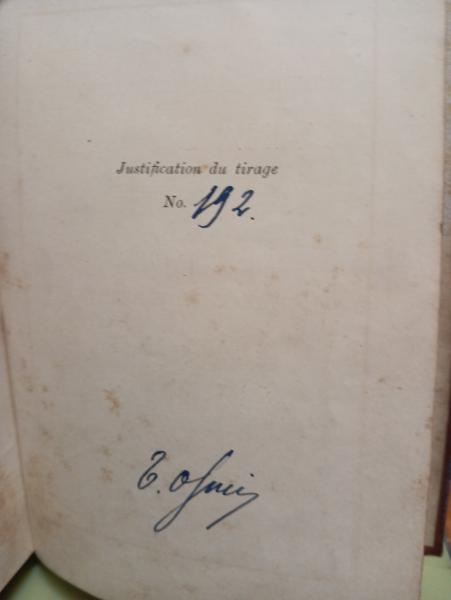 Justification du tirage
No. 192.